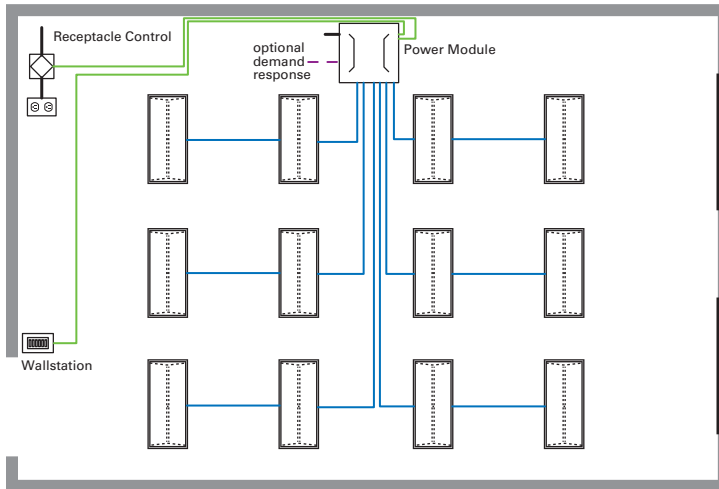 Receptacle Control
optional
demand
response
Power Module
Wallstation